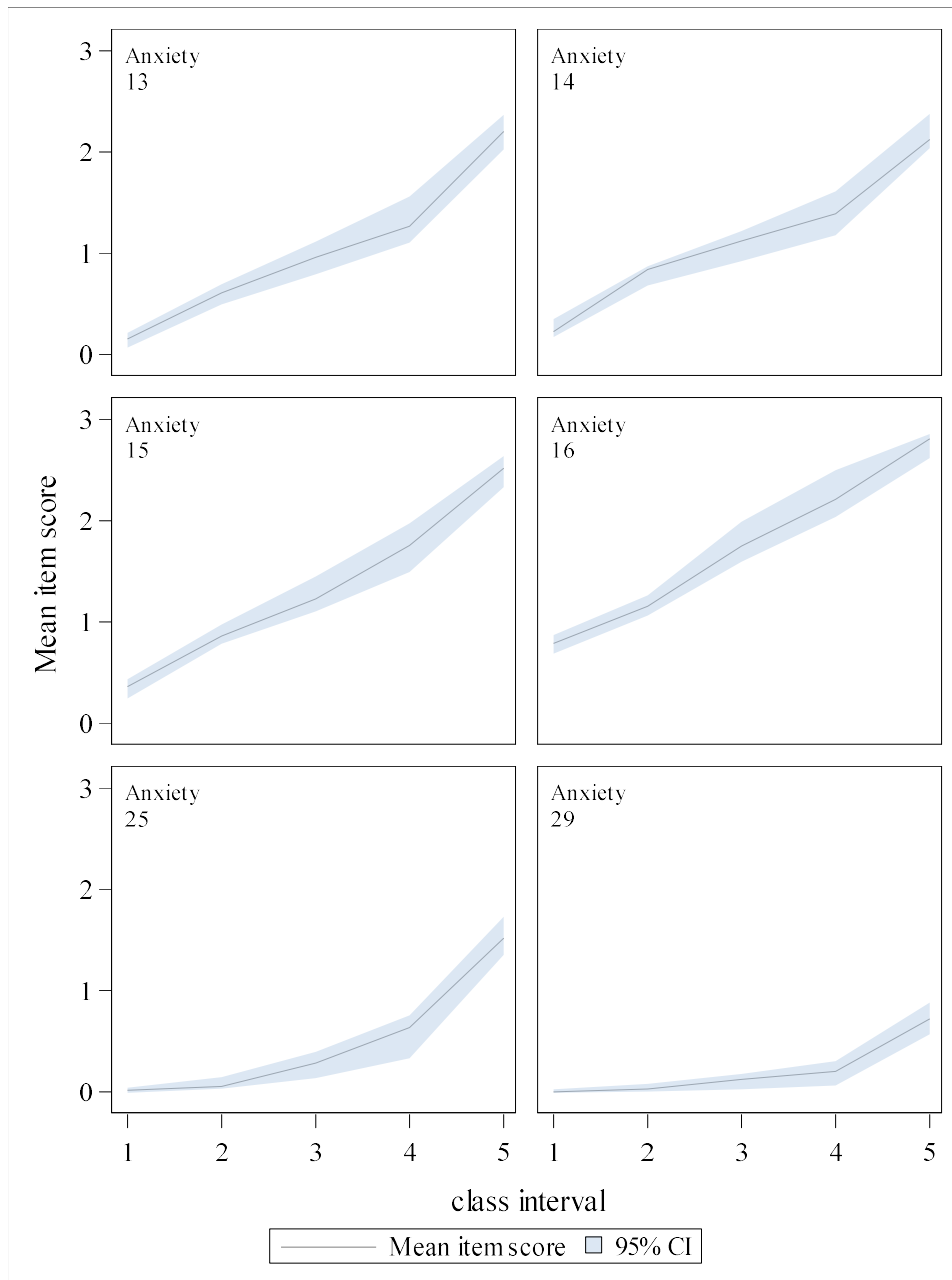 Anxiety
13
Anxiety
14
3
2
1
0
Anxiety
15
Anxiety
16
3
2
1
0
Mean item score
Anxiety
25
Anxiety
29
3
2
1
0
1 2 3 4 5 1 2 3 4 5
class interval
Mean item score 95% CI